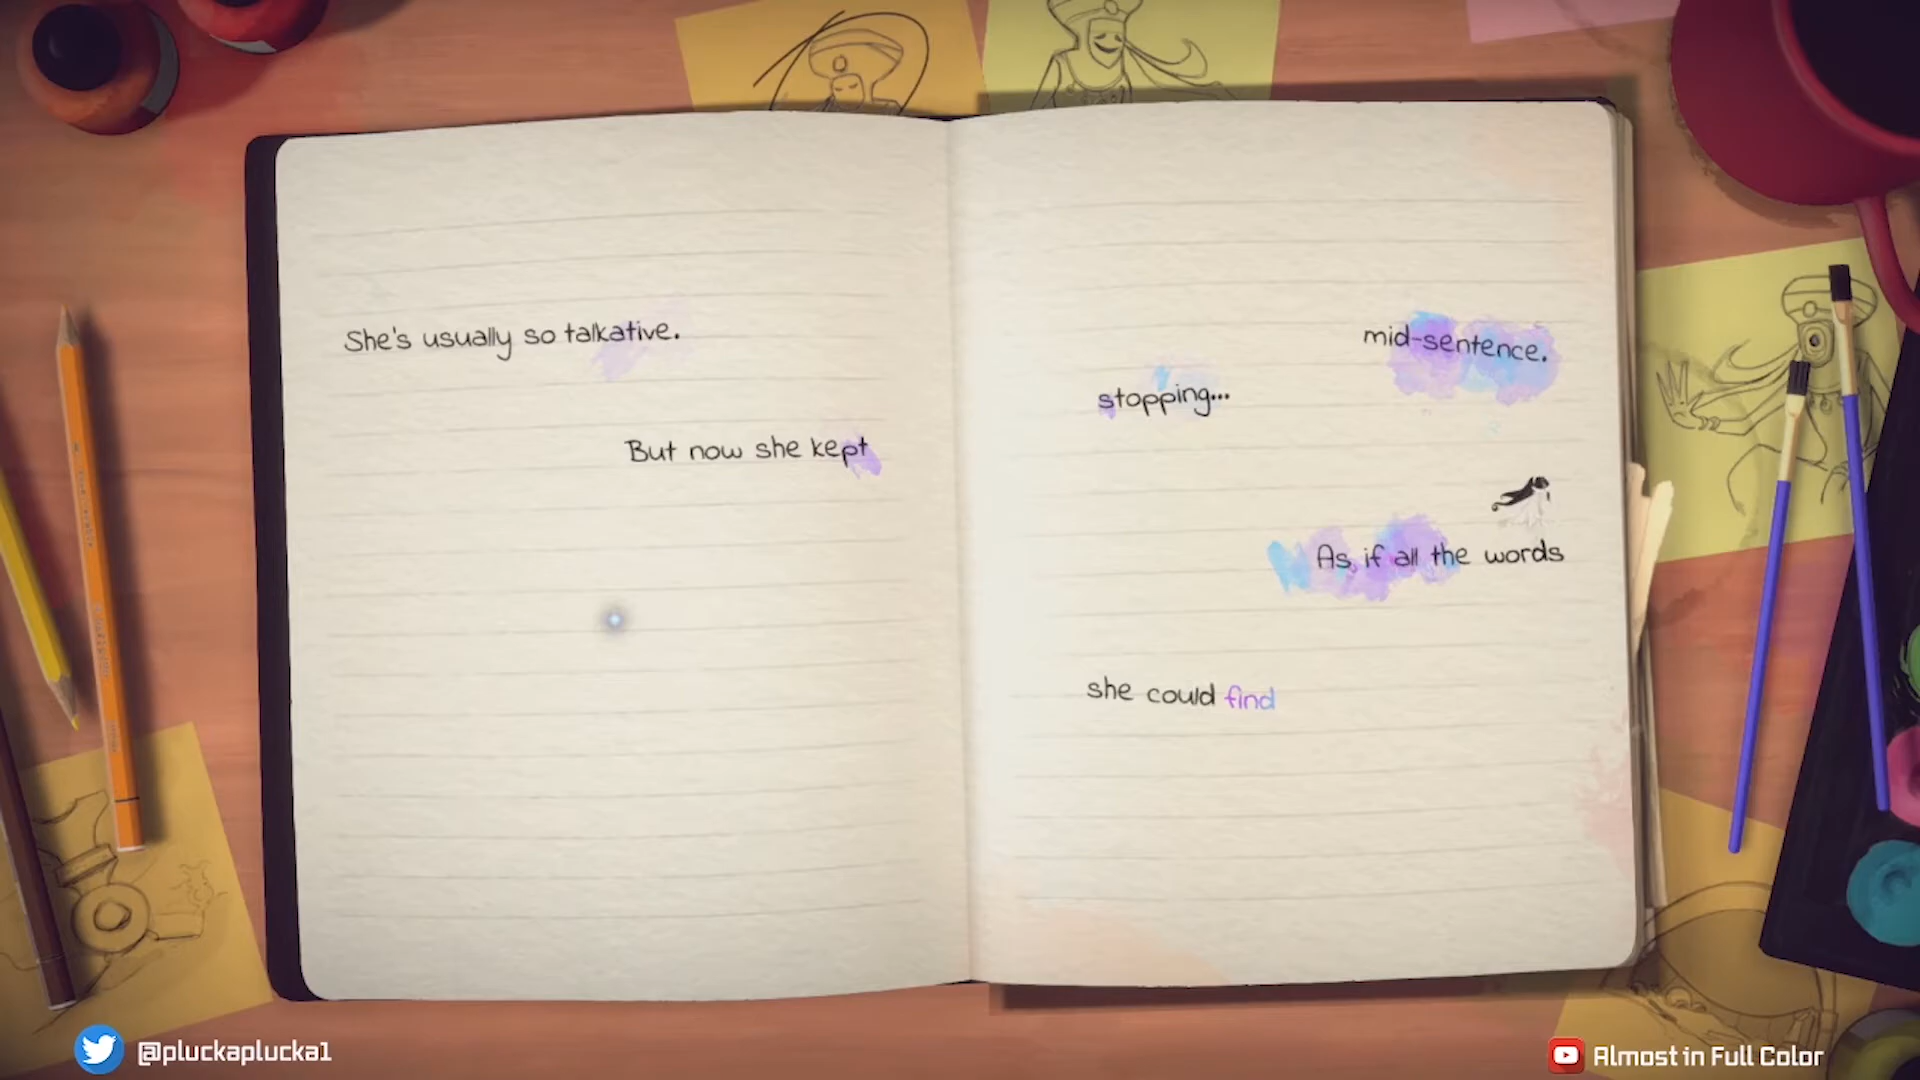 She's usually so talkative.
But now she kept
stopping...
mid-sentence.
As if all the words
she could find
@pluckaplucka1
Almost in Full Color